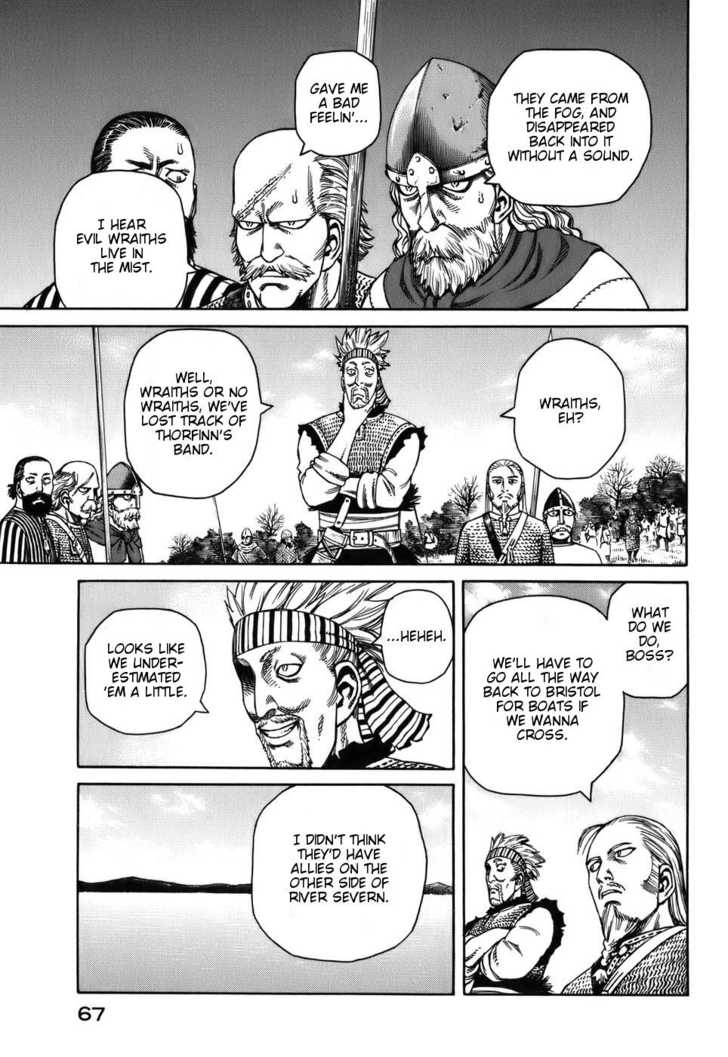 THEY CAME FROM
THE FOG, AND
DISAPPEARED
BACK INTO IT
WITHOUT A SOUND.
GAVE ME
A BAD
FEELIN'...
I HEAR
EVIL WRAITHS
LIVE IN
THE MIST.
WRAITHS,
EH?
WELL,
WRAITHS OR NO
WRAITHS, WE'VE
LOST TRACK OF
THORFINN'S
BAND.
WHAT
DO WE
DO,
BOSS?
WE'LL HAVE TO
GO ALL THE WAY
BACK TO BRISTOL
FOR BOATS IF
WE WANNA
CROSS.
...HEHEH.
LOOKS LIKE
WE UNDER-
ESTIMATED
'EM A LITTLE.
I DIDN'T THINK
THEY'D HAVE
ALLIES ON THE
OTHER SIDE OF
RIVER SEVERN.
67